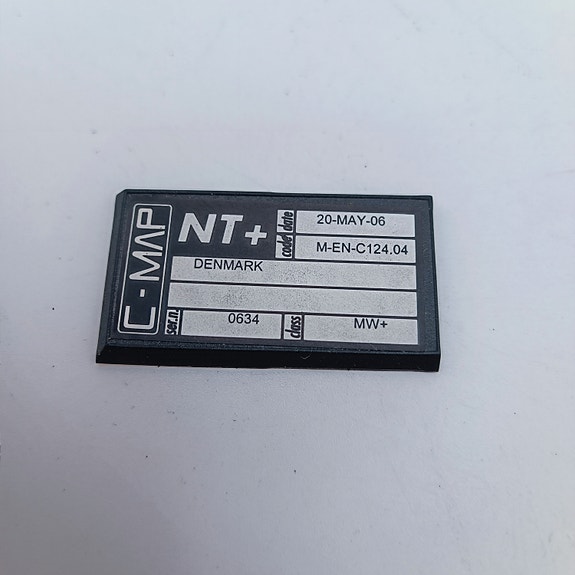 C-MAP
NT+
date 20-MAY-06
code M-EN-C124.04
DENMARK
ser.n. 0634 class MW+